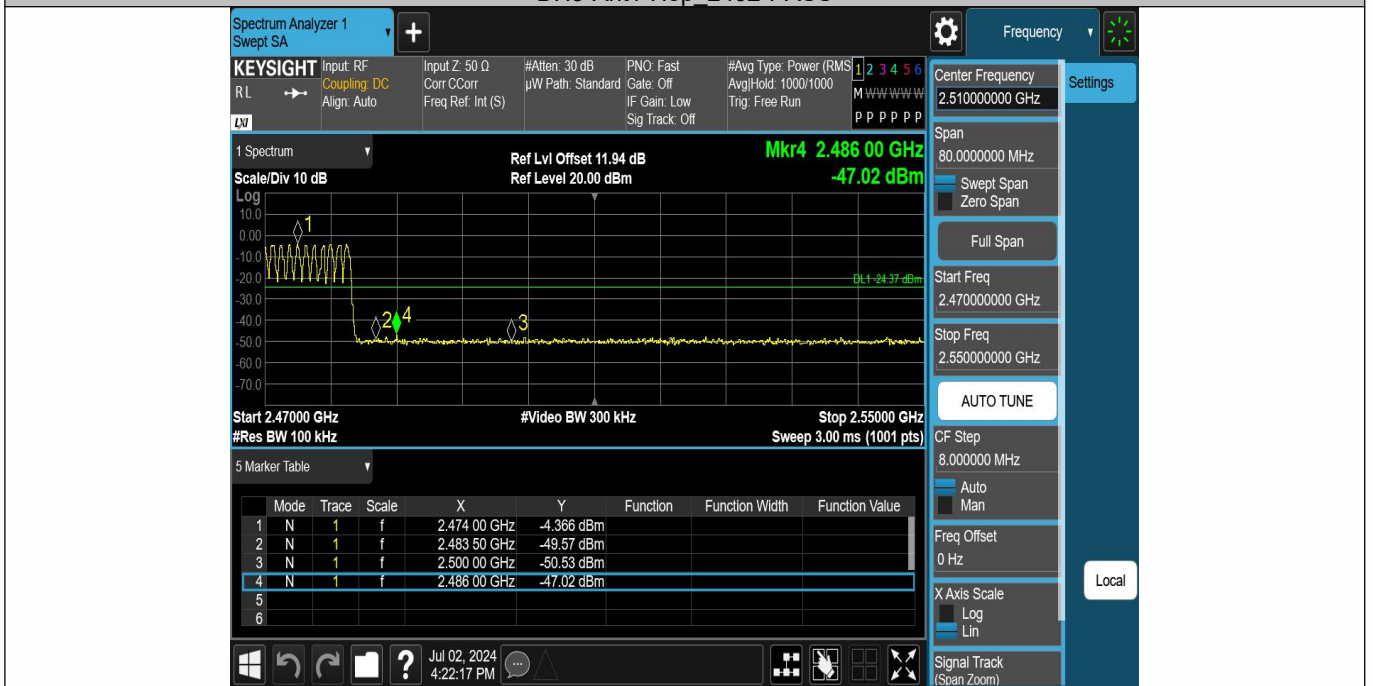 Spectrum Analyzer 1
Swept SA
+
Frequency
KEYSIGHT
RL
LXI
Input: RF
Coupling: DC
Align: Auto
Input Z: 50 Ω
Corr CCorr
Freq Ref: Int (S)
#Atten: 30 dB
µW Path: Standard
PNO: Fast
Gate: Off
IF Gain: Low
Sig Track: Off
#Avg Type: Power (RMS
Avg|Hold: 1000/1000
Trig: Free Run
1 2 3 4 5 6
M W W W W W
P P P P P P
1 Spectrum
Scale/Div 10 dB
Ref Lvl Offset 11.94 dB
Ref Level 20.00 dBm
Mkr4 2.486 00 GHz
-47.02 dBm
Log
10.0
0.00
-10.0
-20.0
-30.0
-40.0
-50.0
-60.0
-70.0
1
2
4
3
DL1 -24.37 dBm
Start 2.47000 GHz
#Video BW 300 kHz
Stop 2.55000 GHz
#Res BW 100 kHz
Sweep 3.00 ms (1001 pts)
5 Marker Table
Mode Trace Scale X Y Function Function Width Function Value
1 N 1 f 2.474 00 GHz -4.366 dBm
2 N 1 f 2.483 50 GHz -49.57 dBm
3 N 1 f 2.500 00 GHz -50.53 dBm
4 N 1 f 2.486 00 GHz -47.02 dBm
5
6
?
Jul 02, 2024
4:22:17 PM
Center Frequency
2.510000000 GHz
Settings
Span
80.0000000 MHz
Swept Span
Zero Span
Full Span
Start Freq
2.470000000 GHz
Stop Freq
2.550000000 GHz
AUTO TUNE
CF Step
8.000000 MHz
Auto
Man
Freq Offset
0 Hz
Local
X Axis Scale
Log
Lin
Signal Track
(Span Zoom)